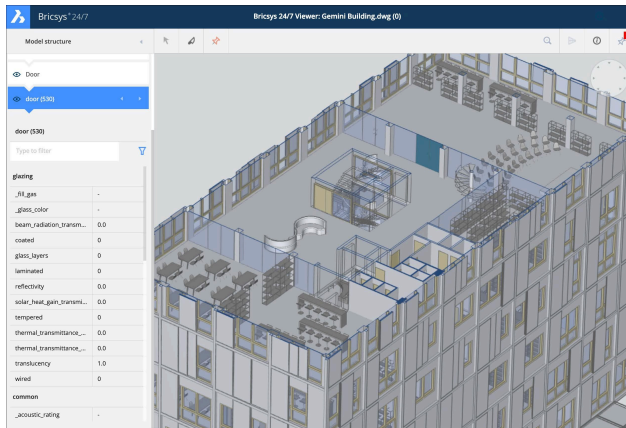 Bricsys® 24/7
Bricsys 24/7 Viewer: Gemini Building.dwg (0)
Model structure
Door
door (530)
door (530)
Type to filter
glazing
_fill_gas -
_glass_color -
beam_radiation_transm... 0.0
coated 0
glass_layers 0
laminated 0
reflectivity 0.0
solar_heat_gain_transmi... 0.0
tempered 0
thermal_transmittance_... 0.0
thermal_transmittance_... 0.0
translucency 1.0
wired 0
common
_acoustic_rating -